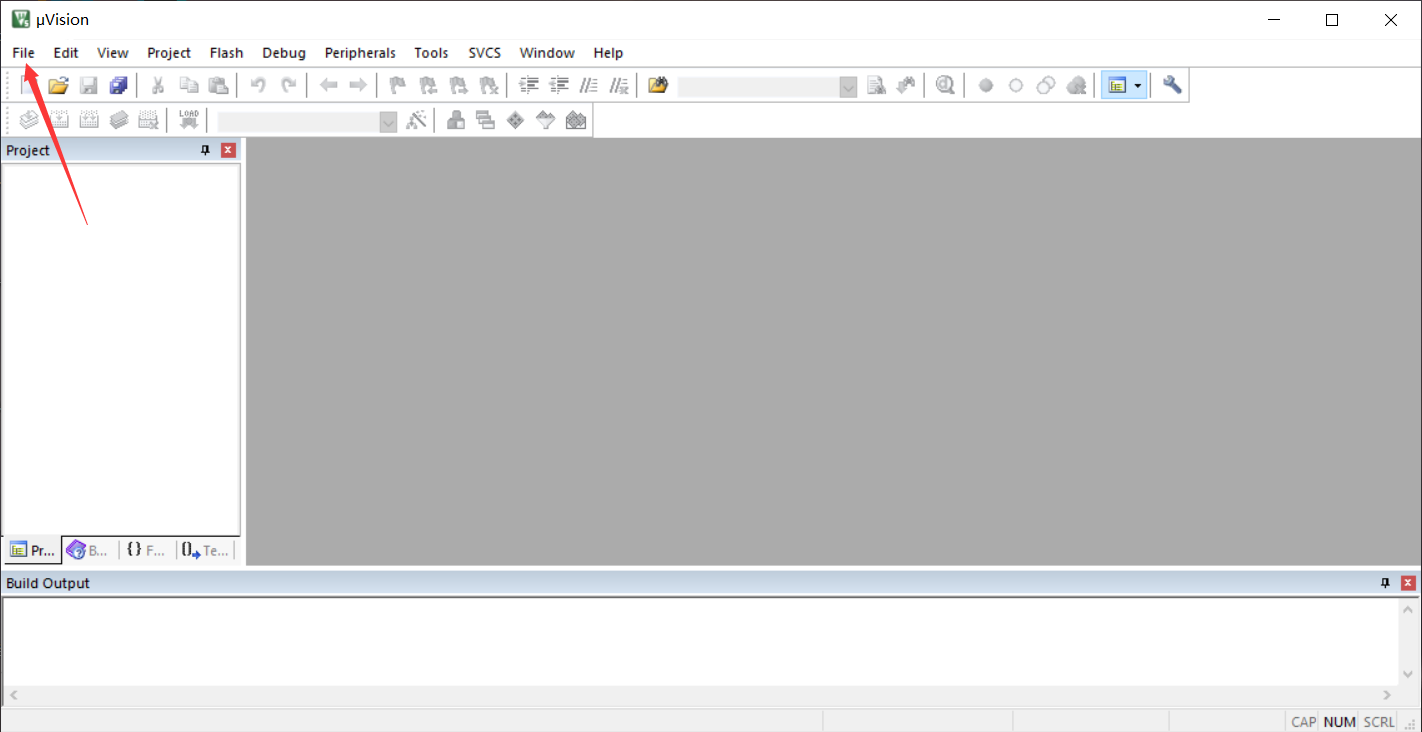 µVision
File Edit View Project Flash Debug Peripherals Tools SVCS Window Help
LOAD
Project
Pr... B... {} F... {} Te...
Build Output
CAP NUM SCRL